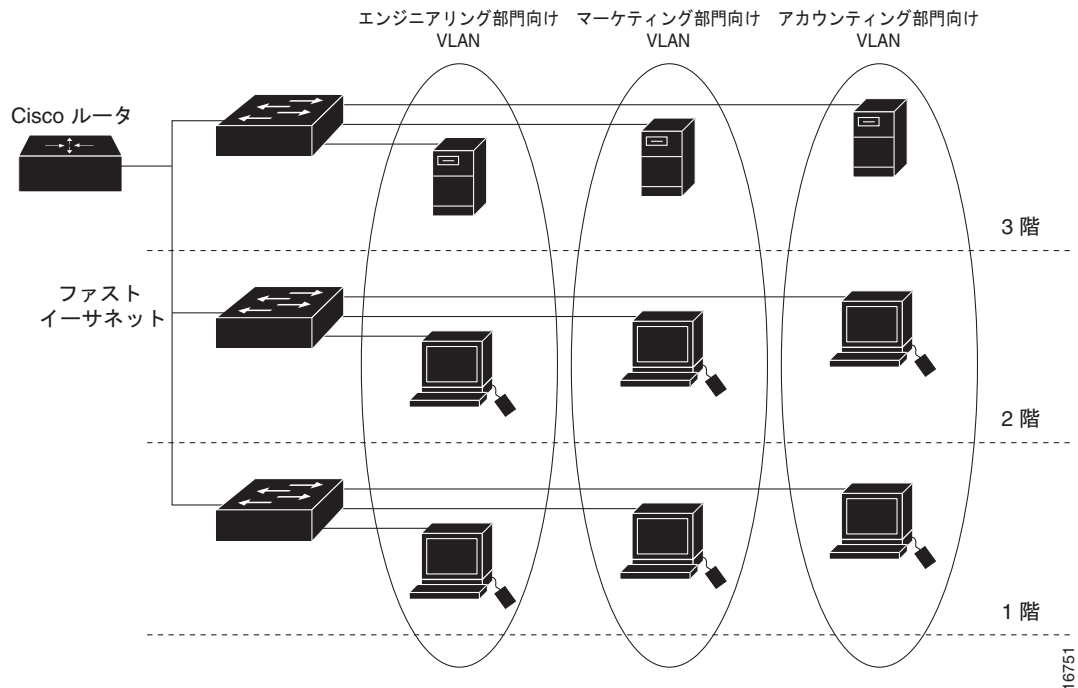 エンジニアリング部門向け
VLAN
マーケティング部門向け
VLAN
アカウンティング部門向け
VLAN
Cisco ルータ
3 階
ファスト
イーサネット
2 階
1 階
16751